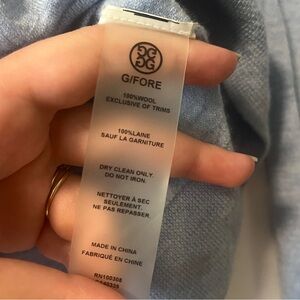 G/FORE
100%WOOL
EXCLUSIVE OF TRIMS
100%LAINE
SAUF LA GARNITURE
DRY CLEAN ONLY.
DO NOT IRON.
NETTOYER À SEC
SEULEMENT.
NE PAS REPASSER.
MADE IN CHINA
FABRIQUÉ EN CHINE
RN100308